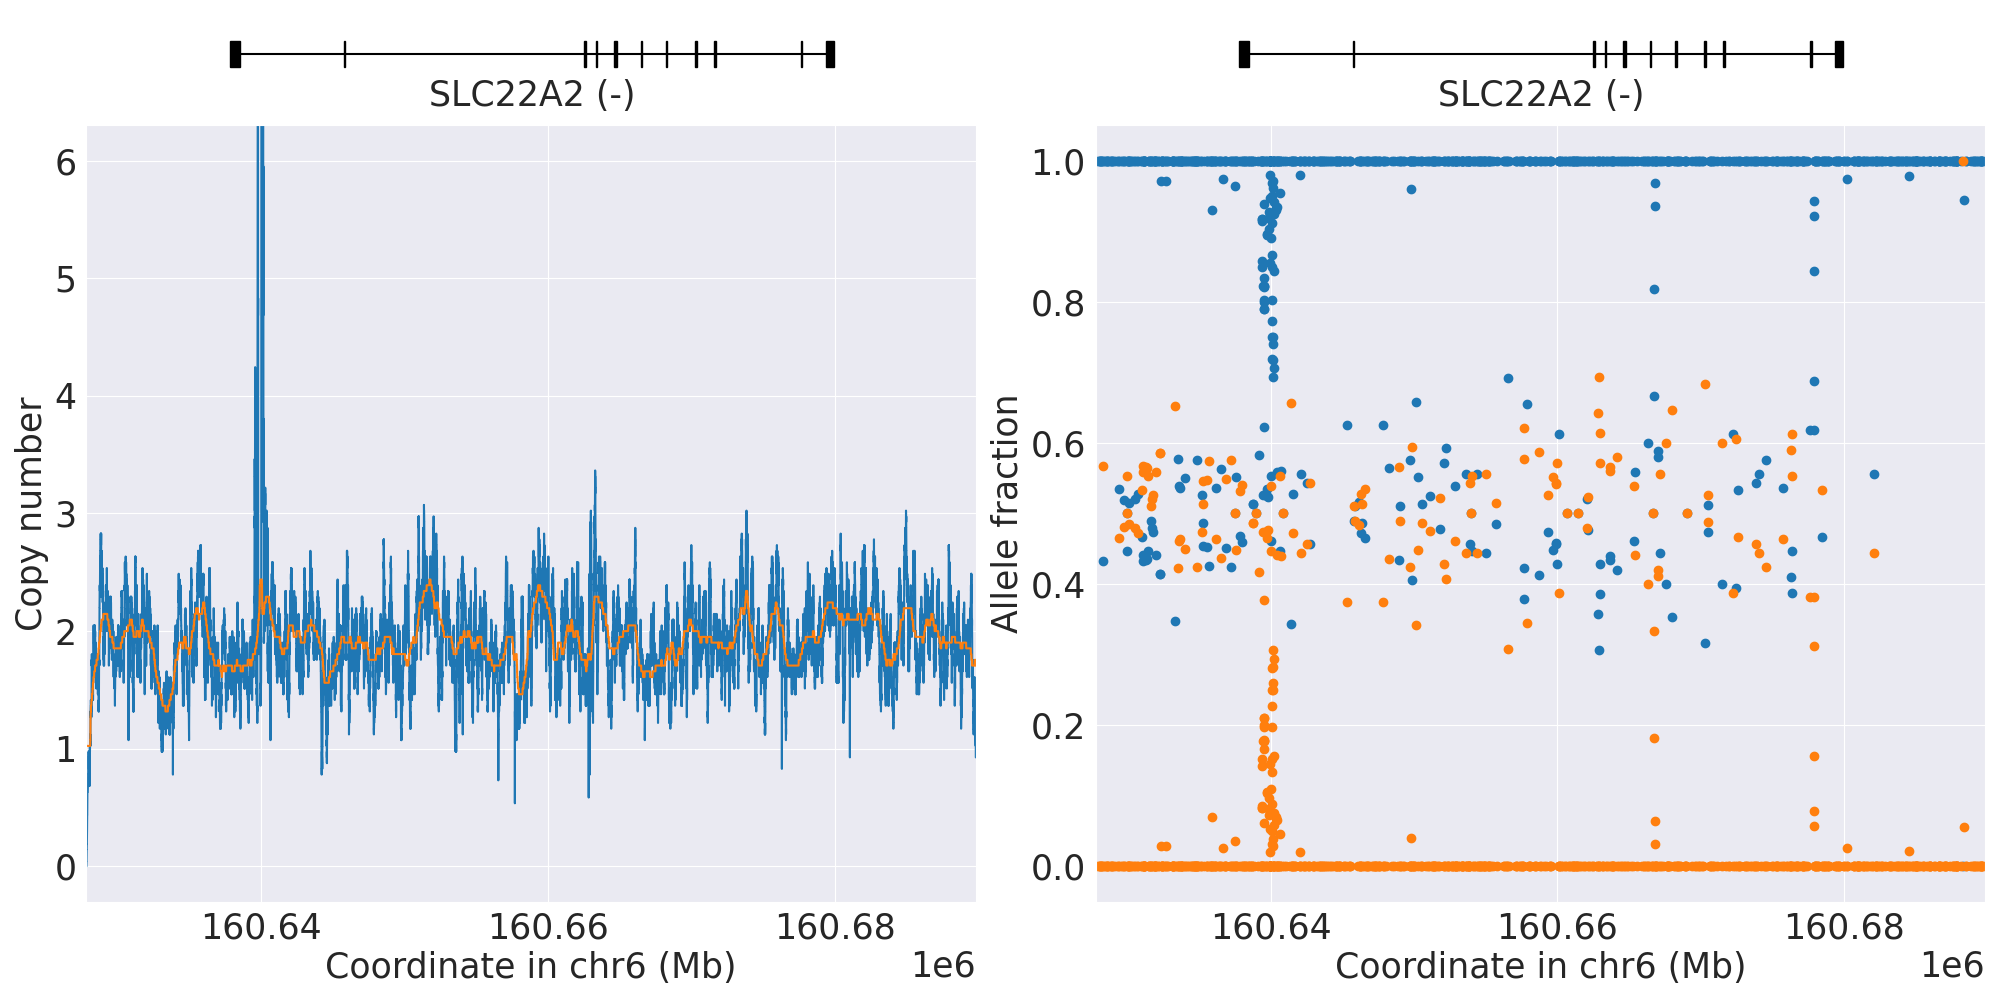 SLC22A2 (-)
6
5
4
3
2
1
0
Copy number
160.64
160.66
160.68
Coordinate in chr6 (Mb)
1e6
SLC22A2 (-)
1.0
0.8
0.6
0.4
0.2
0.0
Allele fraction
160.64
160.66
160.68
Coordinate in chr6 (Mb)
1e6